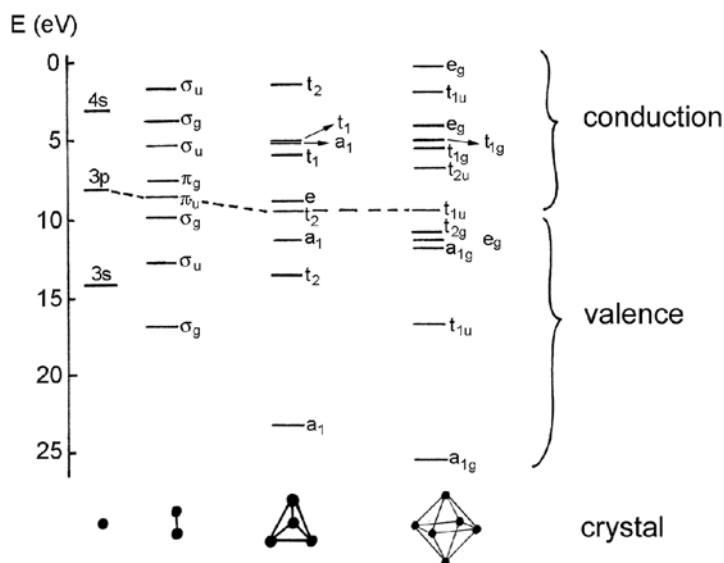 E (eV)
0
5
10
15
20
25
4s
3p
3s
σu
σg
σu
πg
πu
σg
σu
σg
t2
t1
a1
t1
e
t2
a1
t2
a1
eg
t1u
eg
t1g
t1g
t2u
t1u
t2g
eg
a1g
t1u
a1g
conduction
valence
crystal